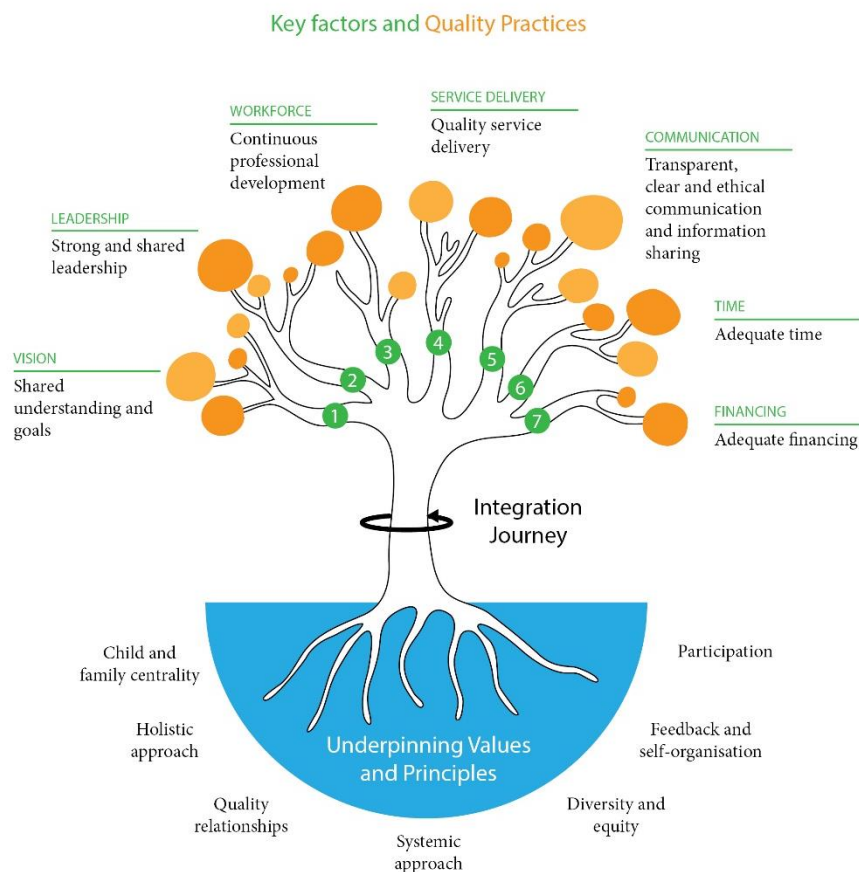 Key factors and Quality Practices
SERVICE DELIVERY
Quality service
delivery
WORKFORCE
Continuous
professional
development
COMMUNICATION
Transparent,
clear and ethical
communication
and information
sharing
LEADERSHIP
Strong and shared
leadership
TIME
Adequate time
VISION
Shared
understanding and
goals
FINANCING
Adequate financing
1
2
3
4
5
6
7
Integration
Journey
Child and
family centrality
Participation
Holistic
approach
Feedback and
self-organisation
Underpinning Values
and Principles
Quality
relationships
Diversity and
equity
Systemic
approach